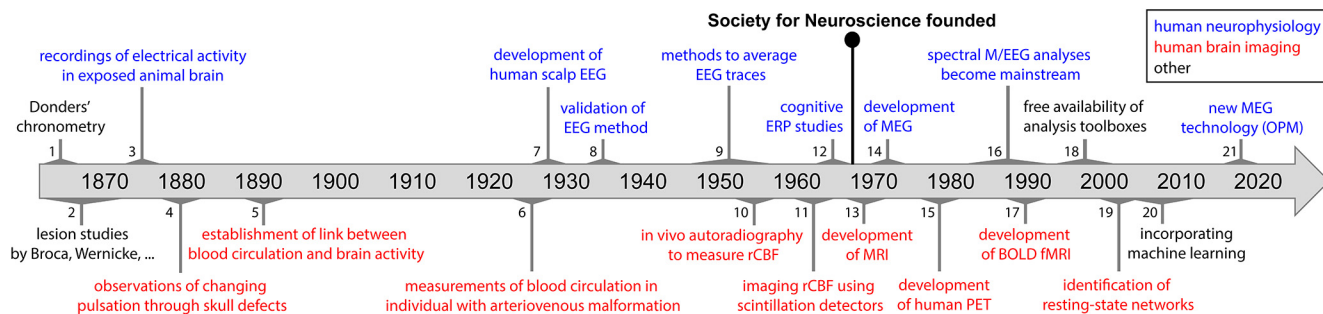 Society for Neuroscience founded
human neurophysiology
human brain imaging
other
recordings of electrical activity
in exposed animal brain
development of
human scalp EEG
methods to average
EEG traces
spectral M/EEG analyses
become mainstream
Donders’
chronometry
validation of
EEG method
cognitive
ERP studies
development
of MEG
free availability of
analysis toolboxes
new MEG
technology (OPM)
1 3 7 8 9 12 14 16 18 21
1870 1880 1890 1900 1910 1920 1930 1940 1950 1960 1970 1980 1990 2000 2010 2020
2 4 5 6 10 11 13 15 17 19 20
lesion studies
by Broca, Wernicke, ...
establishment of link between
blood circulation and brain activity
in vivo autoradiography
to measure rCBF
development
of MRI
development
of BOLD fMRI
incorporating
machine learning
observations of changing
pulsation through skull defects
measurements of blood circulation in
individual with arteriovenous malformation
imaging rCBF using
scintillation detectors
development
of human PET
identification of
resting-state networks